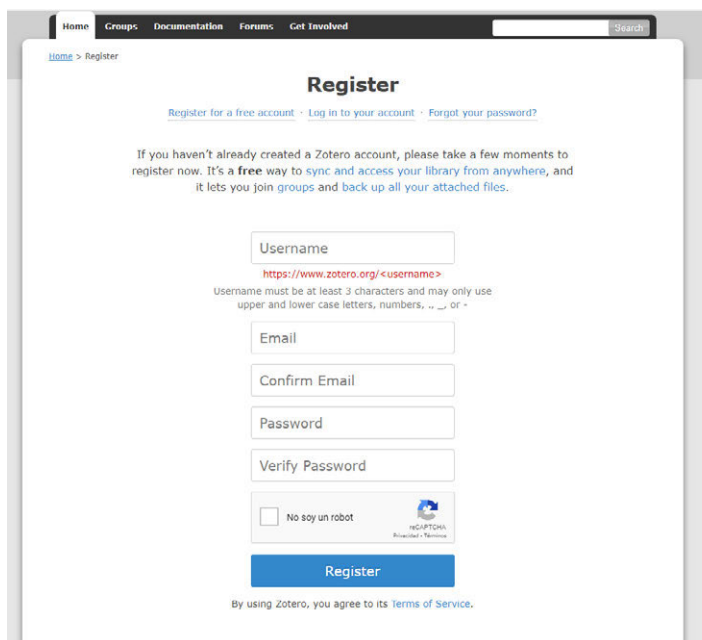 Home Groups Documentation Forums Get Involved Search
Home > Register
Register
Register for a free account · Log in to your account · Forgot your password?
If you haven't already created a Zotero account, please take a few moments to
register now. It's a free way to sync and access your library from anywhere, and
it lets you join groups and back up all your attached files.
Username
https://www.zotero.org/<username>
Username must be at least 3 characters and may only use
upper and lower case letters, numbers, ., _, or -
Email
Confirm Email
Password
Verify Password
No soy un robot
reCAPTCHA
Privacidad - Términos
Register
By using Zotero, you agree to its Terms of Service.